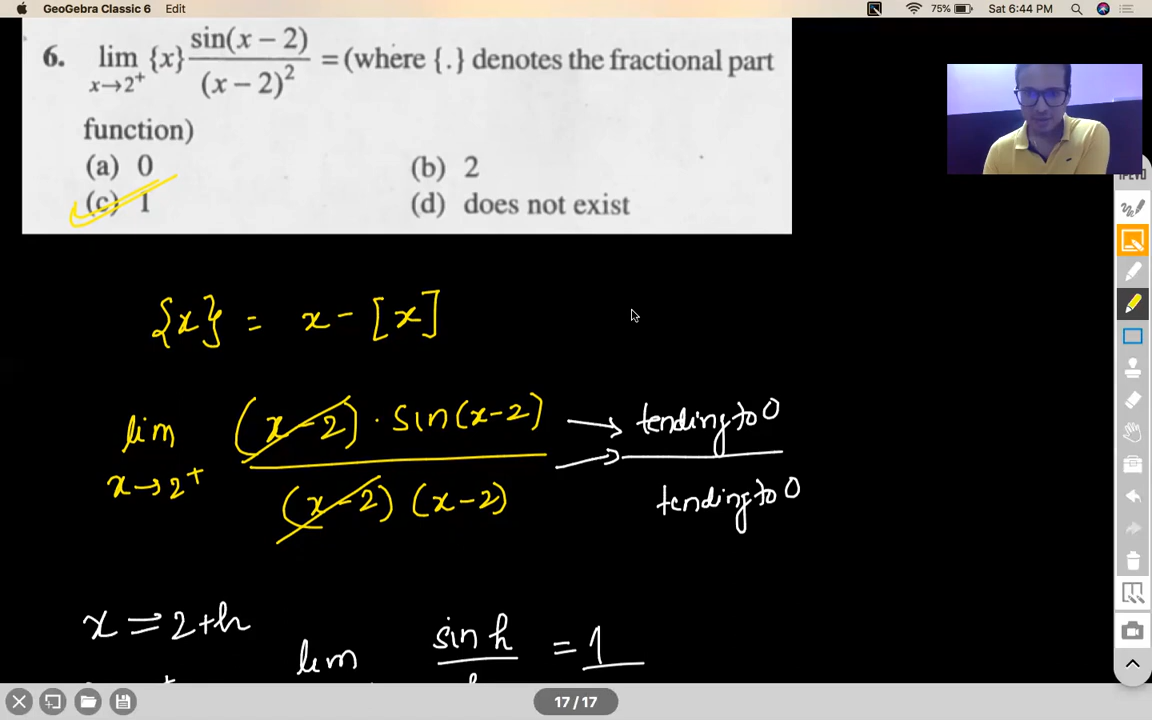 GeoGebra Classic 6 Edit 75% Sat 6:44 PM
6. lim x→2⁺ {x} sin(x − 2) / (x − 2)² = (where {.} denotes the fractional part
function)
(a) 0 (b) 2
(c) 1 (d) does not exist
{x} = x - [x]
lim x→2⁺ (x-2) · sin(x-2) / (x-2) (x-2) → tending to 0 / tending to 0
x = 2+h
lim sin h = 1
17/17